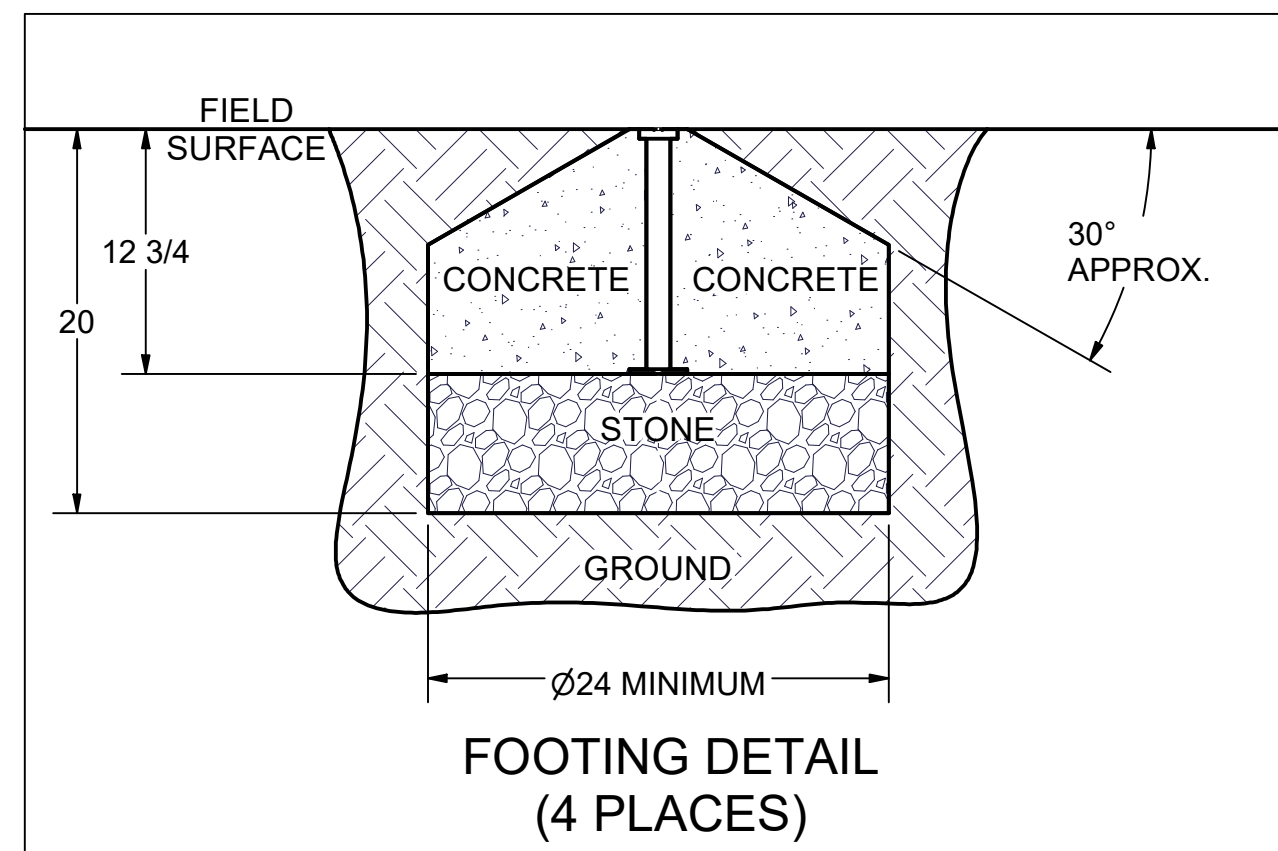 FIELD
SURFACE
12 3/4
20
30°
APPROX.
CONCRETE
CONCRETE
STONE
GROUND
Ø24 MINIMUM
FOOTING DETAIL
(4 PLACES)